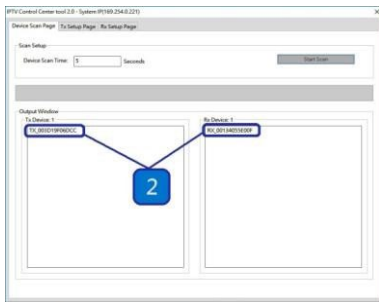 IPTV Control Center tool 2.0 - System IP(169.254.0.221)
Device Scan Page Tx Setup Page Rx Setup Page
Scan Setup
Device Scan Time: 5 Seconds Start Scan
Output Window
Tx Device: 1 Rx Device: 1
2